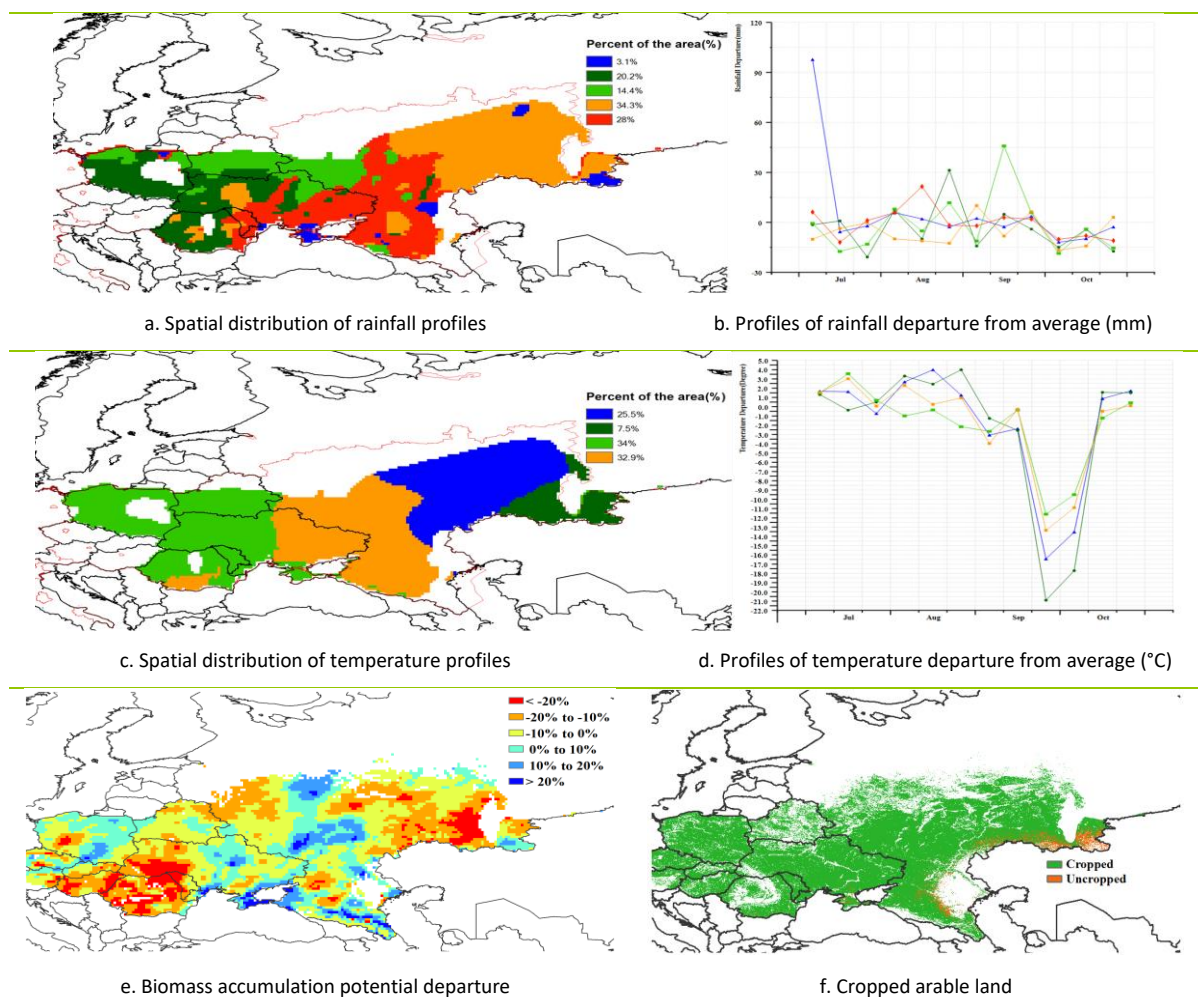 Percent of the area(%)
3.1%
20.2%
14.4%
34.3%
28%
Rainfall Departure(mm)
120
90
60
30
0
-30
Jul Aug Sep Oct
a. Spatial distribution of rainfall profiles
b. Profiles of rainfall departure from average (mm)
Percent of the area(%)
25.5%
7.5%
34%
32.9%
Temperature Departure(Degree)
5.0
4.0
3.0
2.0
1.0
0.0
-1.0
-2.0
-3.0
-4.0
-5.0
-6.0
-7.0
-8.0
-9.0
-10.0
-11.0
-12.0
-13.0
-14.0
-15.0
-16.0
-17.0
-18.0
-19.0
-20.0
-21.0
-22.0
Jul Aug Sep Oct
c. Spatial distribution of temperature profiles
d. Profiles of temperature departure from average (°C)
< -20%
-20% to -10%
-10% to 0%
0% to 10%
10% to 20%
> 20%
Cropped
Uncropped
e. Biomass accumulation potential departure
f. Cropped arable land